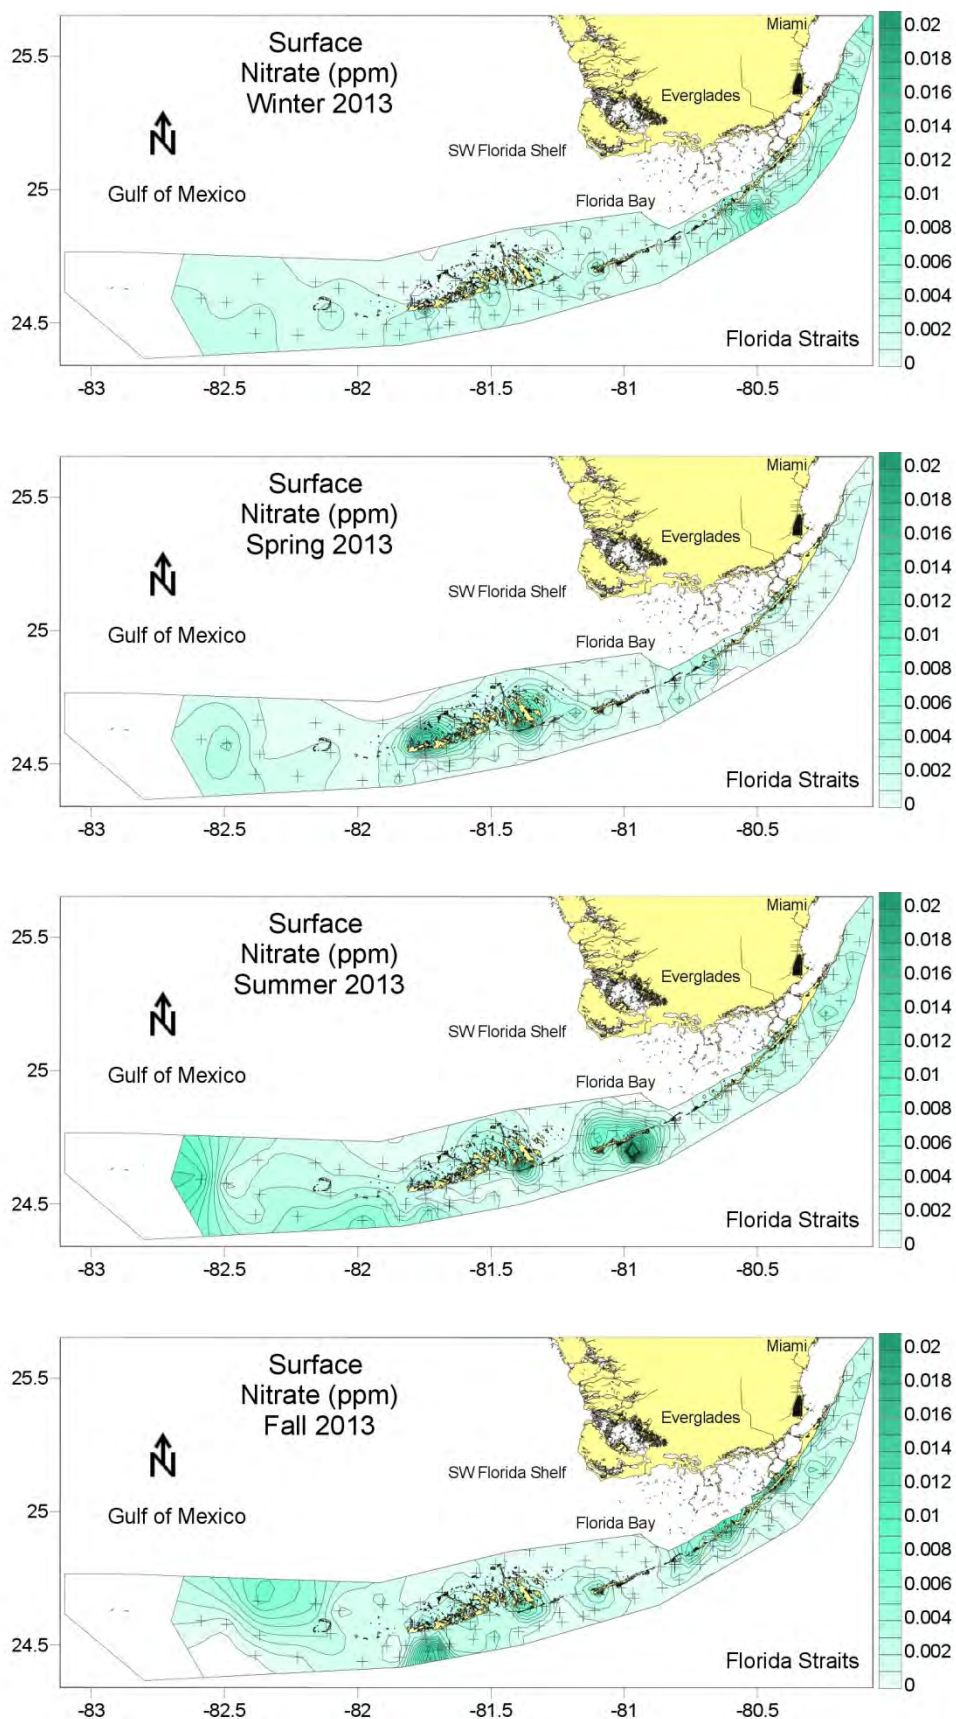 Surface
Nitrate (ppm)
Winter 2013
N
Gulf of Mexico
Miami
Everglades
SW Florida Shelf
Florida Bay
Florida Straits
25.5
25
24.5
-83 -82.5 -82 -81.5 -81 -80.5
0.02
0.018
0.016
0.014
0.012
0.01
0.008
0.006
0.004
0.002
0
Surface
Nitrate (ppm)
Spring 2013
N
Gulf of Mexico
Miami
Everglades
SW Florida Shelf
Florida Bay
Florida Straits
25.5
25
24.5
-83 -82.5 -82 -81.5 -81 -80.5
0.02
0.018
0.016
0.014
0.012
0.01
0.008
0.006
0.004
0.002
0
Surface
Nitrate (ppm)
Summer 2013
N
Gulf of Mexico
Miami
Everglades
SW Florida Shelf
Florida Bay
Florida Straits
25.5
25
24.5
-83 -82.5 -82 -81.5 -81 -80.5
0.02
0.018
0.016
0.014
0.012
0.01
0.008
0.006
0.004
0.002
0
Surface
Nitrate (ppm)
Fall 2013
N
Gulf of Mexico
Miami
Everglades
SW Florida Shelf
Florida Bay
Florida Straits
25.5
25
24.5
-83 -82.5 -82 -81.5 -81 -80.5
0.02
0.018
0.016
0.014
0.012
0.01
0.008
0.006
0.004
0.002
0